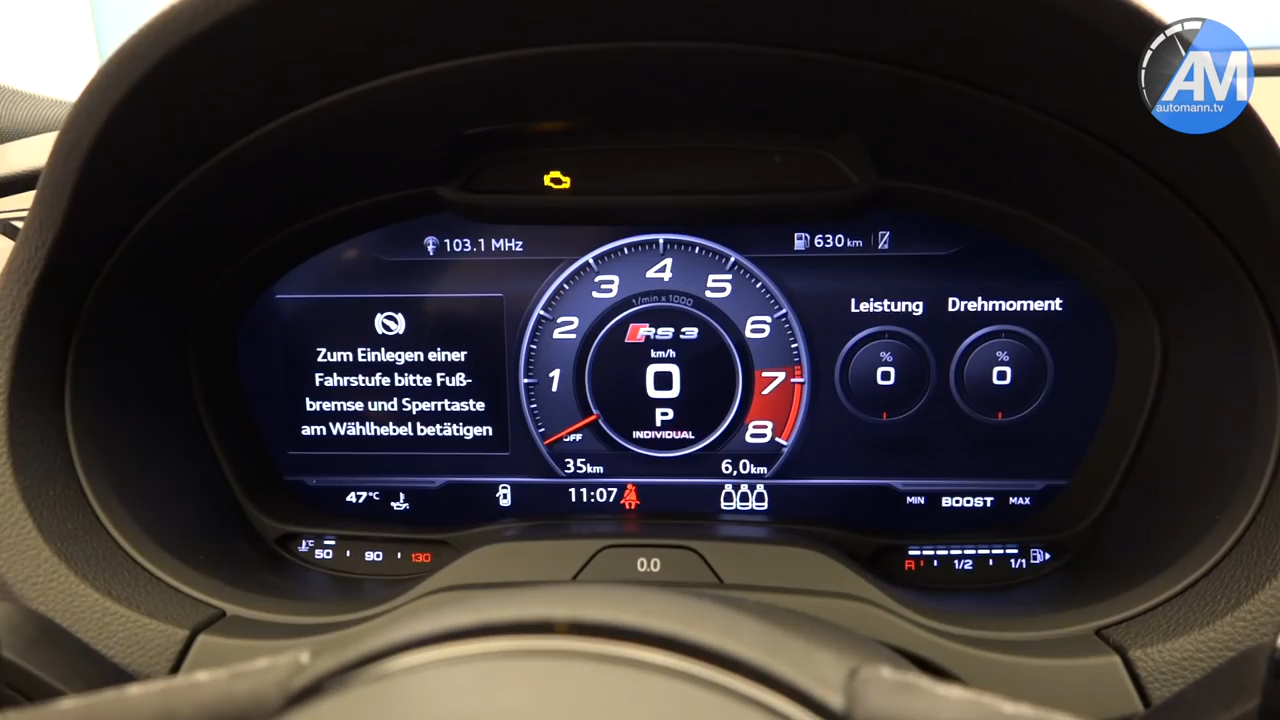 AM
automann.tv
103.1 MHz
630 km
Zum Einlegen einer
Fahrstufe bitte Fuß-
bremse und Sperrtaste
am Wählhebel betätigen
1 2 3 4 5 6 7 8
1/min x 1000
RS 3
km/h
0
P
INDIVIDUAL
OFF
35km
6,0km
Leistung
%
0
Drehmoment
%
0
47°C
11:07
MIN BOOST MAX
°C
50 90 130
0.0
R 1/2 1/1